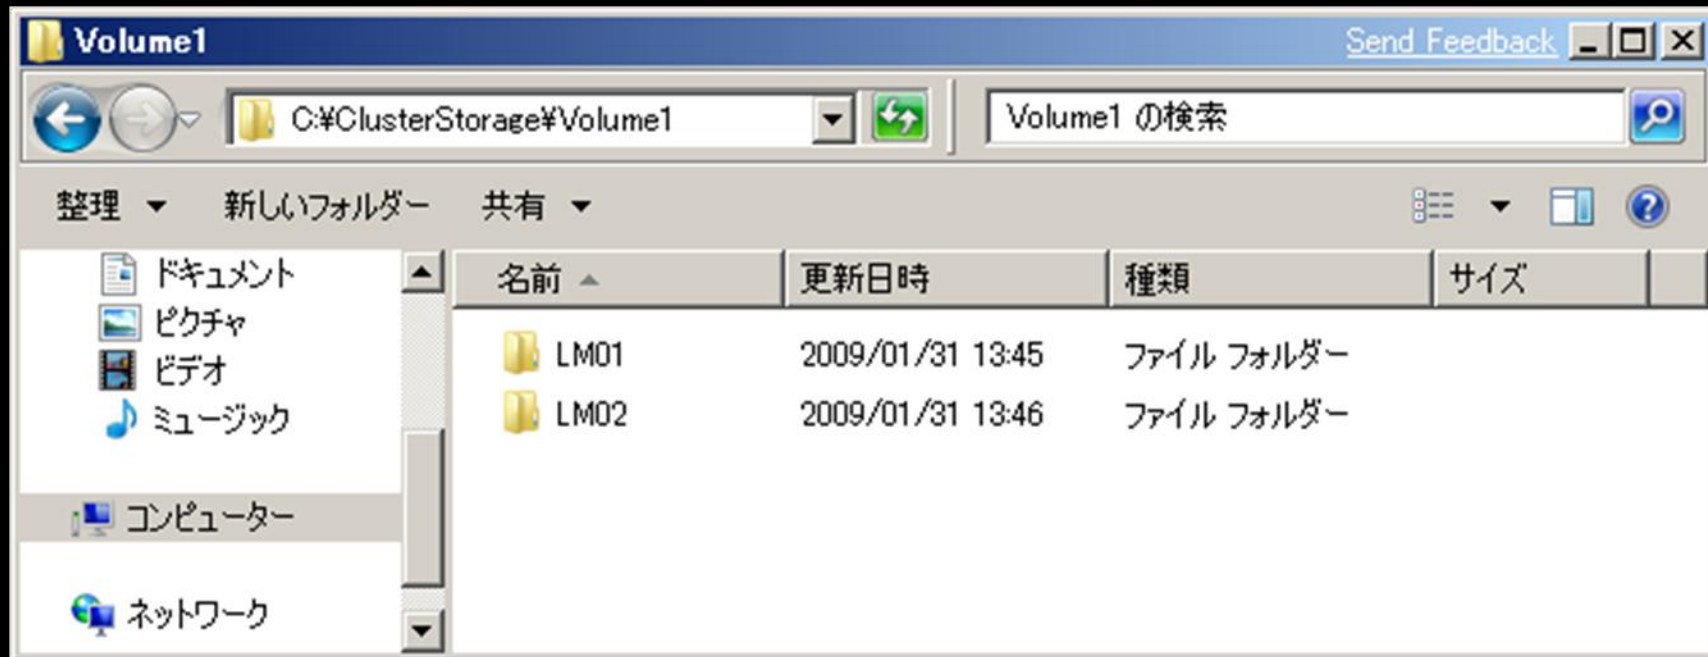 Volume1 Send Feedback
C:¥ClusterStorage¥Volume1 Volume1 の検索
整理 新しいフォルダー 共有
ドキュメント
ピクチャ
ビデオ
ミュージック
コンピューター
ネットワーク
名前 更新日時 種類 サイズ
LM01 2009/01/31 13:45 ファイル フォルダー
LM02 2009/01/31 13:46 ファイル フォルダー